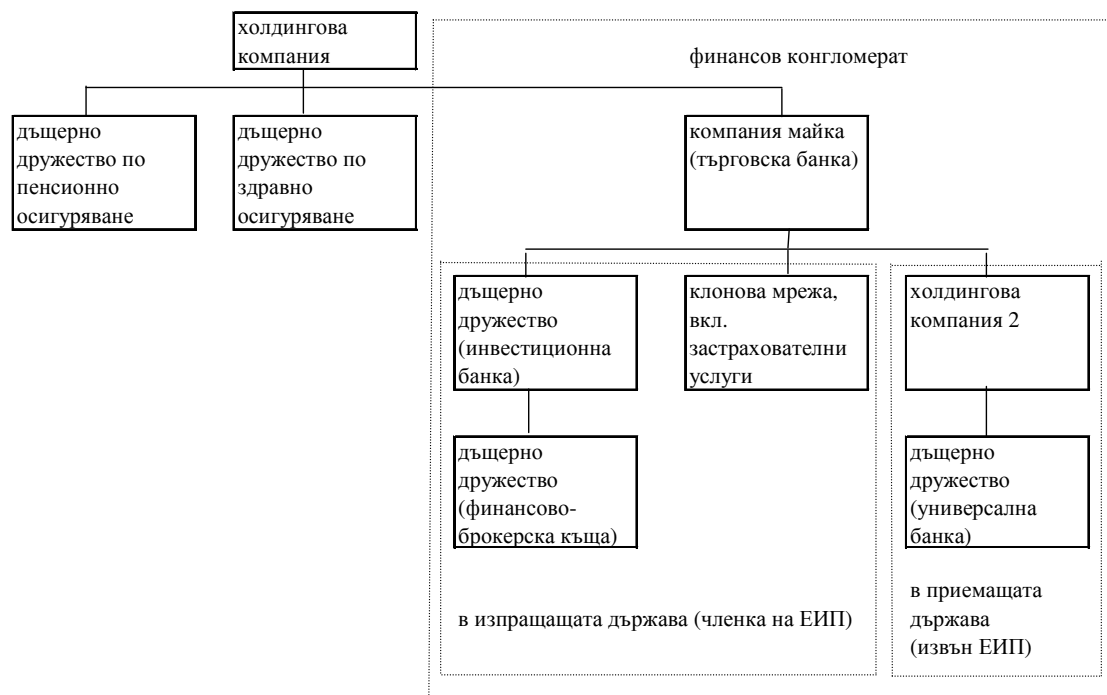 холдингова
компания
финансов конгломерат
дъщерно
дружество по
пенсионно
осигуряване
дъщерно
дружество по
здравно
осигуряване
компания майка
(търговска банка)
дъщерно
дружество
(инвестиционна
банка)
клонова мрежа,
вкл.
застрахователни
услуги
холдингова
компания 2
дъщерно
дружество
(финансово-
брокерска къща)
дъщерно
дружество
(универсална
банка)
в изпращащата държава (членка на ЕИП)
в приемащата
държава
(извън ЕИП)